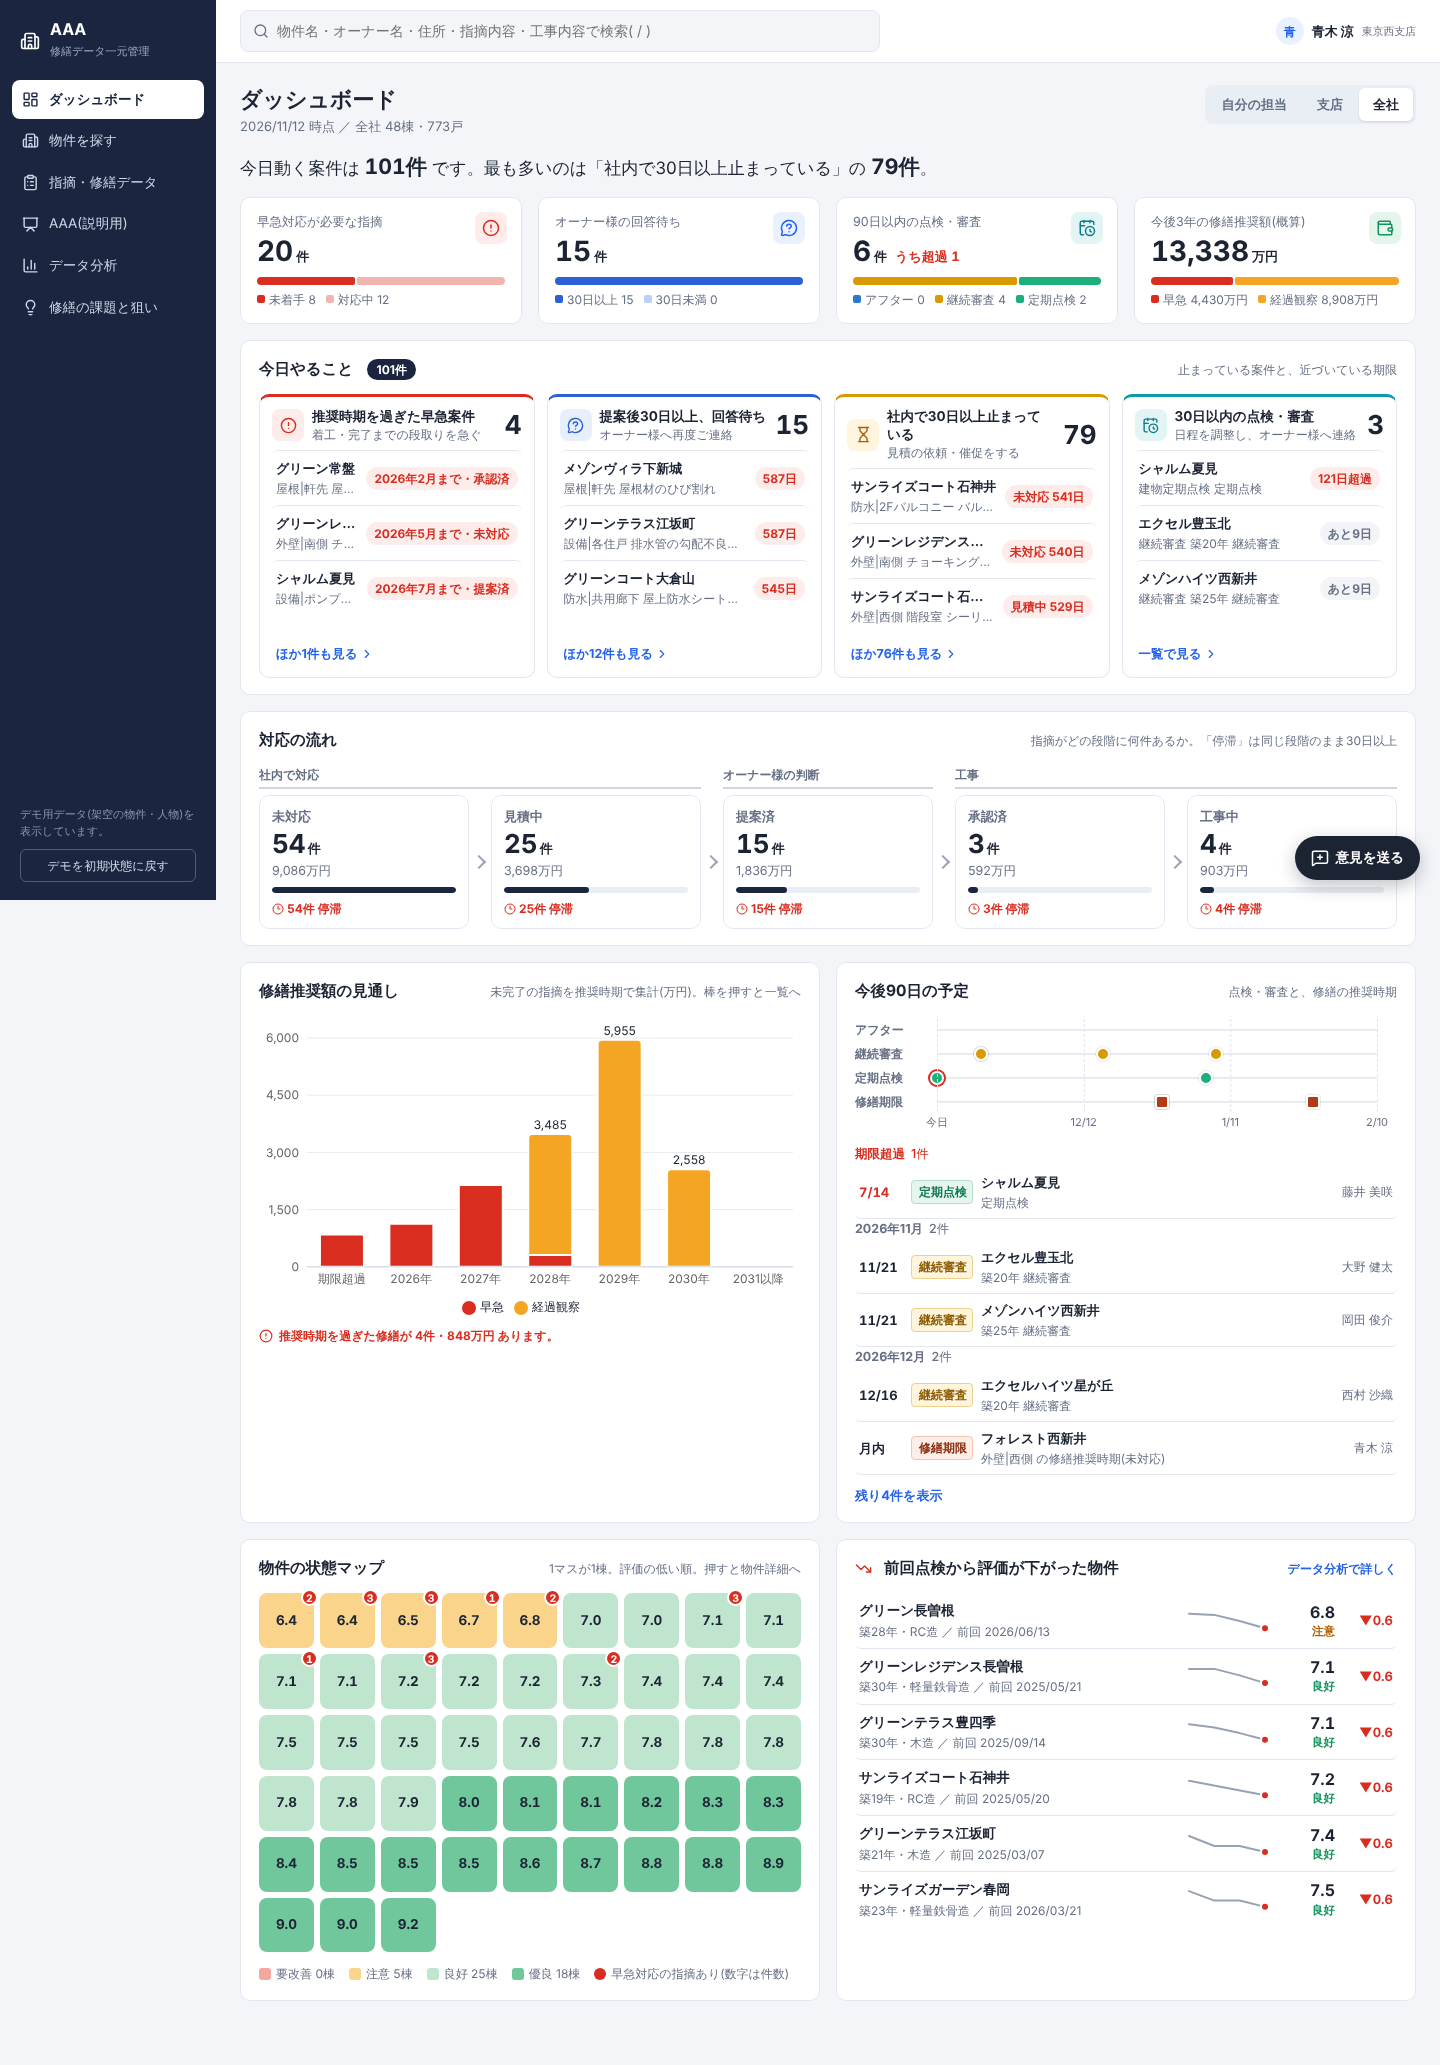 AAA
修繕データ一元管理
ダッシュボード
物件を探す
指摘・修繕データ
AAA(説明用)
データ分析
修繕の課題と狙い
デモ用データ(架空の物件・人物)を
表示しています。
デモを初期状態に戻す
物件名・オーナー名・住所・指摘内容・工事内容で検索( / )
青 青木 涼 東京西支店
ダッシュボード
2026/11/12 時点 ／ 全社 48棟・773戸
自分の担当 支店 全社
今日動く案件は 101件 です。最も多いのは「社内で30日以上止まっている」の 79件。
早急対応が必要な指摘
20 件
未着手 8 対応中 12
オーナー様の回答待ち
15 件
30日以上 15 30日未満 0
90日以内の点検・審査
6 件 うち超過 1
アフター 0 継続審査 4 定期点検 2
今後3年の修繕推奨額(概算)
13,338 万円
早急 4,430万円 経過観察 8,908万円
今日やること 101件
止まっている案件と、近づいている期限
推奨時期を過ぎた早急案件 4
着工・完了までの段取りを急ぐ
グリーン常盤
屋根|軒先 屋… 2026年2月まで・承認済
グリーンレ…
外壁|南側 チ… 2026年5月まで・未対応
シャルム夏見
設備|ポンプ… 2026年7月まで・提案済
ほか1件も見る
提案後30日以上、回答待ち 15
オーナー様へ再度ご連絡
メゾンヴィラ下新城
屋根|軒先 屋根材のひび割れ 587日
グリーンテラス江坂町
設備|各住戸 排水管の勾配不良… 587日
グリーンコート大倉山
防水|共用廊下 屋上防水シート… 545日
ほか12件も見る
社内で30日以上止まって
いる 79
見積の依頼・催促をする
サンライズコート石神井
防水|2Fバルコニー バル… 未対応 541日
グリーンレジデンス…
外壁|南側 チョーキング… 未対応 540日
サンライズコート石…
外壁|西側 階段室 シーリ… 見積中 529日
ほか76件も見る
30日以内の点検・審査 3
日程を調整し、オーナー様へ連絡
シャルム夏見
建物定期点検 定期点検 121日超過
エクセル豊玉北
継続審査 築20年 継続審査 あと9日
メゾンハイツ西新井
継続審査 築25年 継続審査 あと9日
一覧で見る
対応の流れ
指摘がどの段階に何件あるか。「停滞」は同じ段階のまま30日以上
社内で対応 オーナー様の判断 工事
未対応
54 件
9,086万円
54件 停滞
見積中
25 件
3,698万円
25件 停滞
提案済
15 件
1,836万円
15件 停滞
承認済
3 件
592万円
3件 停滞
工事中
4 件
903万円
4件 停滞
意見を送る
修繕推奨額の見通し
未完了の指摘を推奨時期で集計(万円)。棒を押すと一覧へ
6,000
4,500
3,000
1,500
0
5,955
3,485
2,558
期限超過 2026年 2027年 2028年 2029年 2030年 2031以降
早急 経過観察
推奨時期を過ぎた修繕が 4件・848万円 あります。
今後90日の予定
点検・審査と、修繕の推奨時期
アフター
継続審査
定期点検
修繕期限
今日 12/12 1/11 2/10
期限超過 1件
7/14 定期点検 シャルム夏見 藤井 美咲
定期点検
2026年11月 2件
11/21 継続審査 エクセル豊玉北 大野 健太
築20年 継続審査
11/21 継続審査 メゾンハイツ西新井 岡田 俊介
築25年 継続審査
2026年12月 2件
12/16 継続審査 エクセルハイツ星が丘 西村 沙織
築20年 継続審査
月内 修繕期限 フォレスト西新井 青木 涼
外壁|西側 の修繕推奨時期(未対応)
残り4件を表示
物件の状態マップ
1マスが1棟。評価の低い順。押すと物件詳細へ
2 3 3 1 2 3
6.4 6.4 6.5 6.7 6.8 7.0 7.0 7.1 7.1
1 3 2
7.1 7.1 7.2 7.2 7.2 7.3 7.4 7.4 7.4
7.5 7.5 7.5 7.5 7.6 7.7 7.8 7.8 7.8
7.8 7.8 7.9 8.0 8.1 8.1 8.2 8.3 8.3
8.4 8.5 8.5 8.5 8.6 8.7 8.8 8.8 8.9
9.0 9.0 9.2
要改善 0棟 注意 5棟 良好 25棟 優良 18棟 早急対応の指摘あり(数字は件数)
前回点検から評価が下がった物件
データ分析で詳しく
グリーン長曽根 6.8 ▼0.6
築28年・RC造 ／ 前回 2026/06/13 注意
グリーンレジデンス長曽根 7.1 ▼0.6
築30年・軽量鉄骨造 ／ 前回 2025/05/21 良好
グリーンテラス豊四季 7.1 ▼0.6
築30年・木造 ／ 前回 2025/09/14 良好
サンライズコート石神井 7.2 ▼0.6
築19年・RC造 ／ 前回 2025/05/20 良好
グリーンテラス江坂町 7.4 ▼0.6
築21年・木造 ／ 前回 2025/03/07 良好
サンライズガーデン春岡 7.5 ▼0.6
築23年・軽量鉄骨造 ／ 前回 2026/03/21 良好